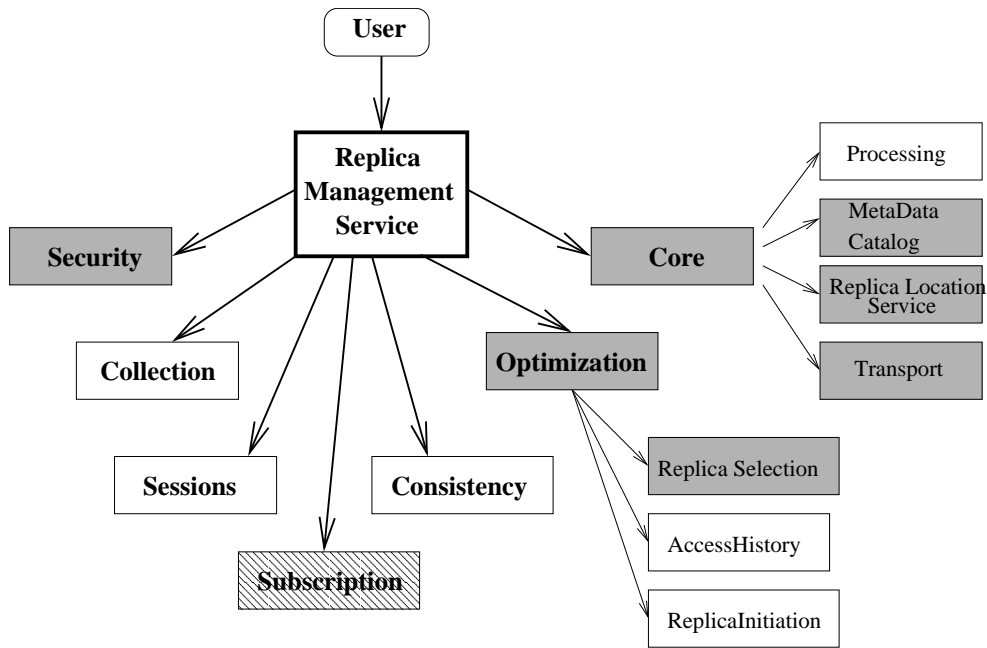 User
Replica
Management
Service
Security
Core
Processing
MetaData
Catalog
Replica Location
Service
Transport
Collection
Optimization
Sessions
Consistency
Subscription
Replica Selection
AccessHistory
ReplicaInitiation